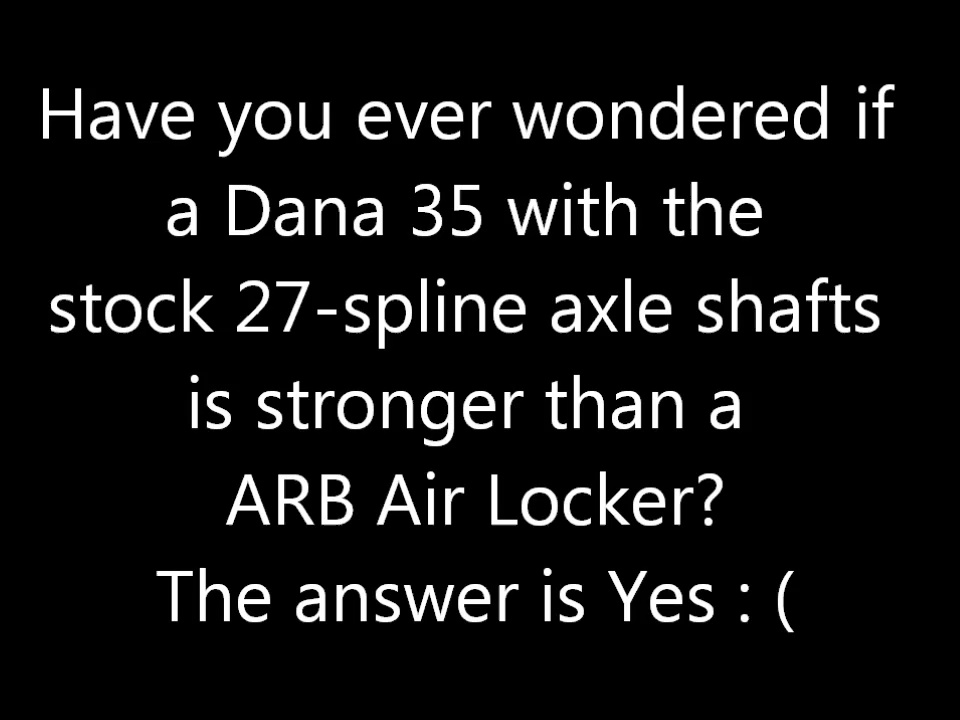 Have you ever wondered if
a Dana 35 with the
stock 27-spline axle shafts
is stronger than a
ARB Air Locker?
The answer is Yes : (